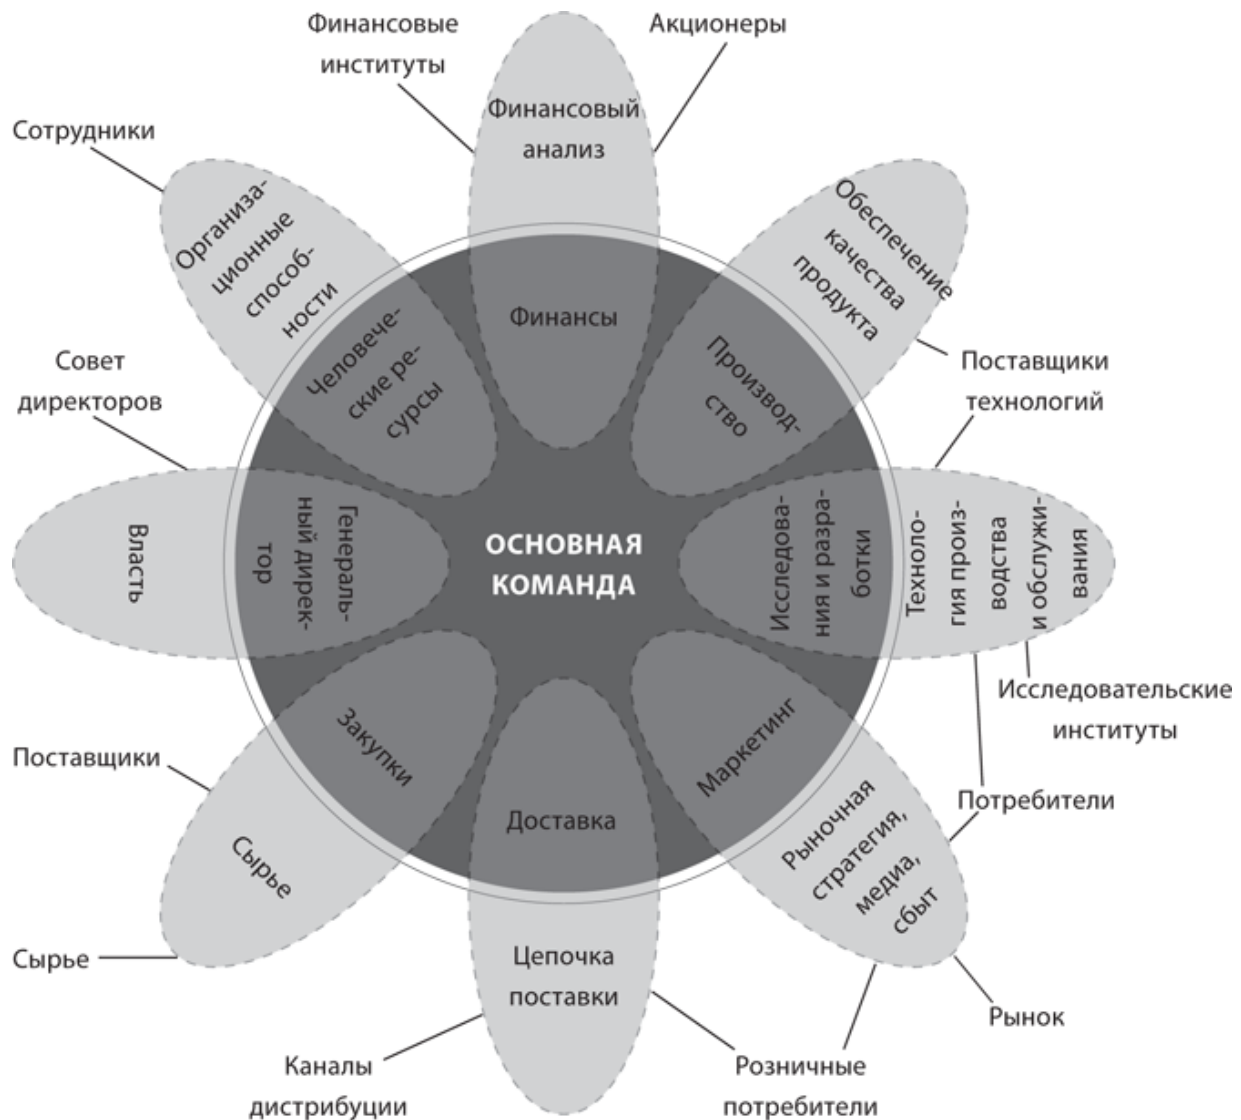 Финансовые
институты
Акционеры
Финансовый
анализ
Сотрудники
Организа-
ционные
способ-
ности
Обеспечение
качества
продукта
Человече-
ские ре-
сурсы
Финансы
Производ-
ство
Поставщики
технологий
Совет
директоров
Власть
Генераль-
ный дирек-
тор
ОСНОВНАЯ
КОМАНДА
Исследова-
ния и разра-
ботки
Техноло-
гия произ-
водства
и обслужи-
вания
Исследовательские
институты
Поставщики
Закупки
Маркетинг
Потребители
Доставка
Рыночная
стратегия,
медиа,
сбыт
Сырье
Сырье
Цепочка
поставки
Рынок
Каналы
дистрибуции
Розничные
потребители